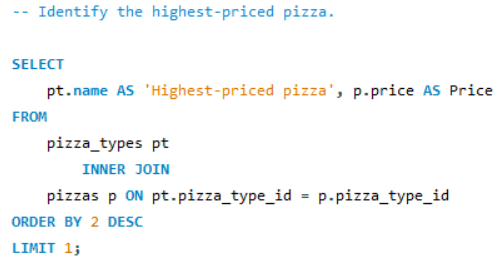 -- Identify the highest-priced pizza.
SELECT
pt.name AS 'Highest-priced pizza', p.price AS Price
FROM
pizza_types pt
INNER JOIN
pizzas p ON pt.pizza_type_id = p.pizza_type_id
ORDER BY 2 DESC
LIMIT 1;